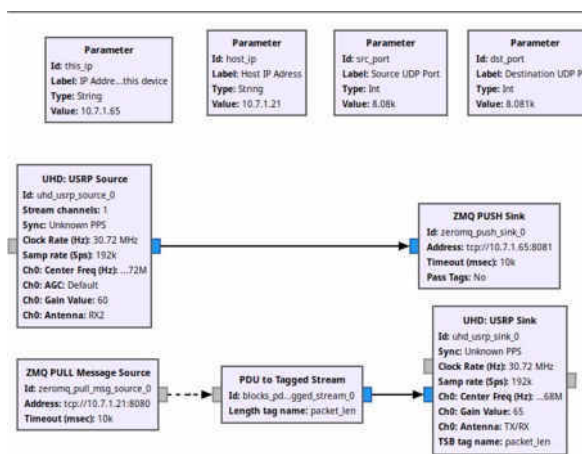 Parameter
Id: this_ip
Label: IP Addre...this device
Type: String
Value: 10.7.1.65
Parameter
Id: host_ip
Label: Host IP Adress
Type: String
Value: 10.7.1.21
Parameter
Id: src_port
Label: Source UDP Port
Type: Int
Value: 8.08k
Parameter
Id: dst_port
Label: Destination UDP P
Type: Int
Value: 8.081k
UHD: USRP Source
Id: uhd_usrp_source_0
Stream channels: 1
Sync: Unknown PPS
Clock Rate (Hz): 30.72 MHz
Samp rate (Sps): 192k
Ch0: Center Freq (Hz): ...72M
Ch0: AGC: Default
Ch0: Gain Value: 60
Ch0: Antenna: RX2
ZMQ PUSH Sink
Id: zeromq_push_sink_0
Address: tcp://10.7.1.65:8081
Timeout (msec): 10k
Pass Tags: No
ZMQ PULL Message Source
Id: zeromq_pull_msg_source_0
Address: tcp://10.7.1.21:8080
Timeout (msec): 10k
PDU to Tagged Stream
Id: blocks_pd...gged_stream_0
Length tag name: packet_len
UHD: USRP Sink
Id: uhd_usrp_sink_0
Sync: Unknown PPS
Clock Rate (Hz): 30.72 MHz
Samp rate (Sps): 192k
Ch0: Center Freq (Hz): ...68M
Ch0: Gain Value: 65
Ch0: Antenna: TX/RX
TSB tag name: packet_len